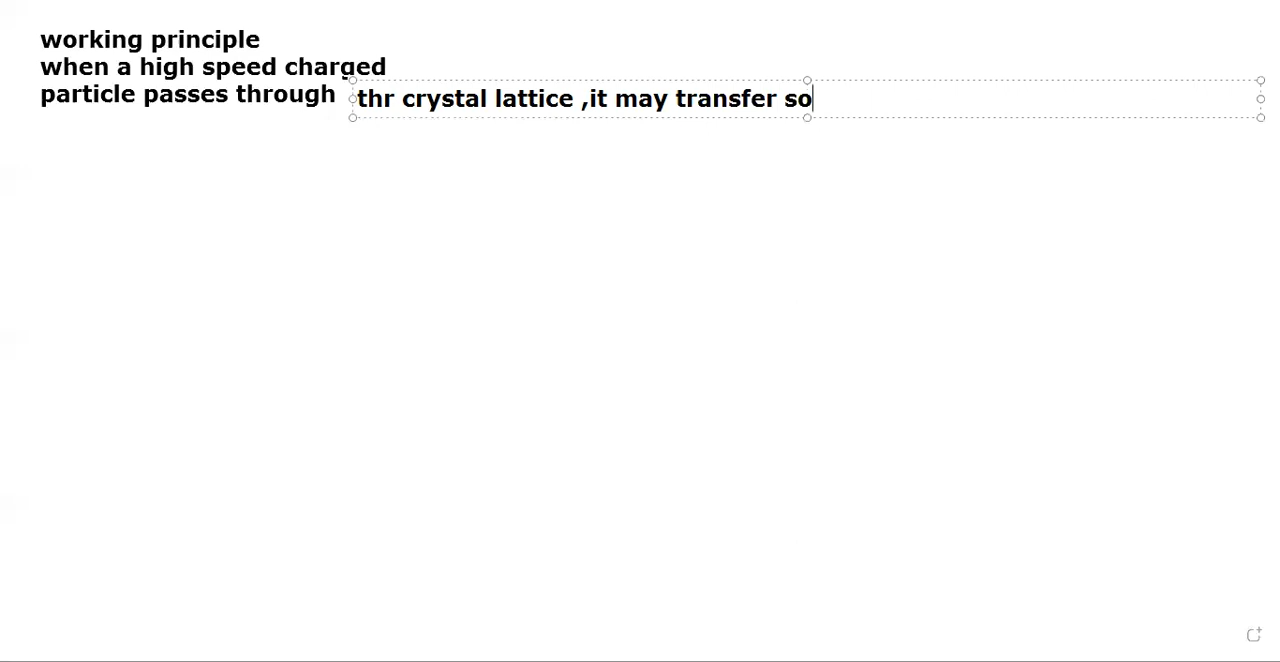 working principle
when a high speed charged
particle passes through thr crystal lattice ,it may transfer so